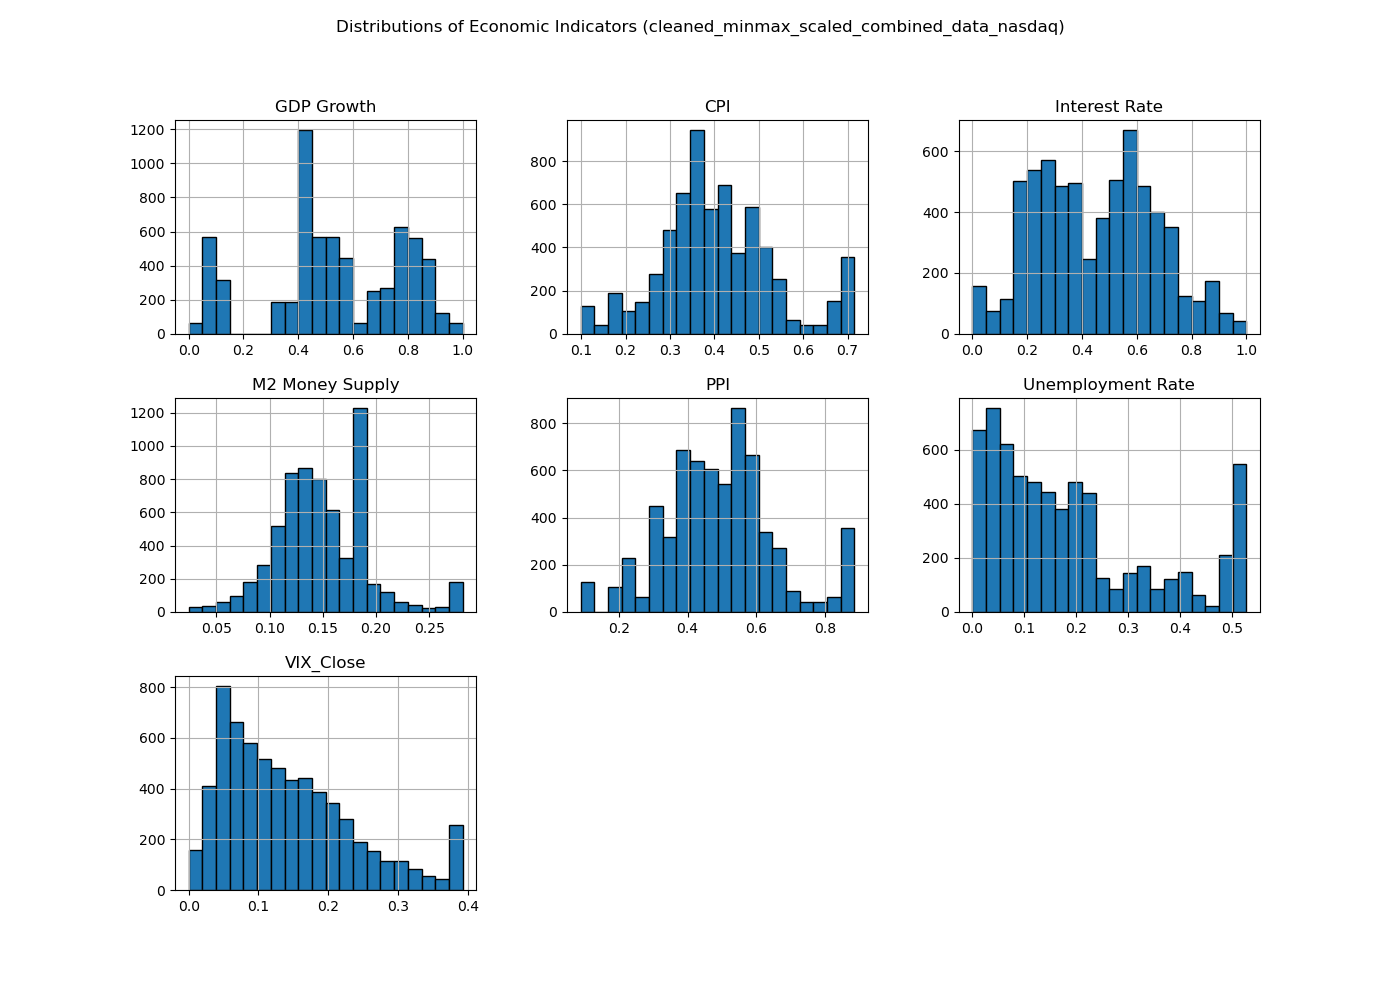 Distributions of Economic Indicators (cleaned_minmax_scaled_combined_data_nasdaq)
GDP Growth
1200
1000
800
600
400
200
0
0.0 0.2 0.4 0.6 0.8 1.0
CPI
800
600
400
200
0
0.1 0.2 0.3 0.4 0.5 0.6 0.7
Interest Rate
600
400
200
0
0.0 0.2 0.4 0.6 0.8 1.0
M2 Money Supply
1200
1000
800
600
400
200
0
0.05 0.10 0.15 0.20 0.25
PPI
800
600
400
200
0
0.2 0.4 0.6 0.8
Unemployment Rate
600
400
200
0
0.0 0.1 0.2 0.3 0.4 0.5
VIX_Close
800
600
400
200
0
0.0 0.1 0.2 0.3 0.4